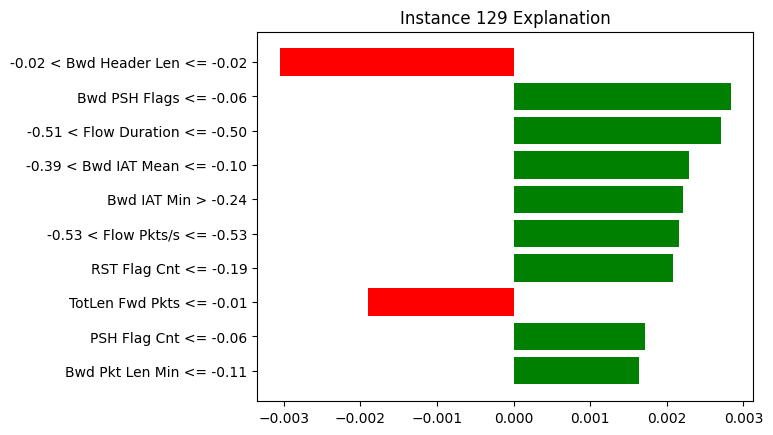 Instance 129 Explanation
-0.02 < Bwd Header Len <= -0.02
Bwd PSH Flags <= -0.06
-0.51 < Flow Duration <= -0.50
-0.39 < Bwd IAT Mean <= -0.10
Bwd IAT Min > -0.24
-0.53 < Flow Pkts/s <= -0.53
RST Flag Cnt <= -0.19
TotLen Fwd Pkts <= -0.01
PSH Flag Cnt <= -0.06
Bwd Pkt Len Min <= -0.11
−0.003 −0.002 −0.001 0.000 0.001 0.002 0.003